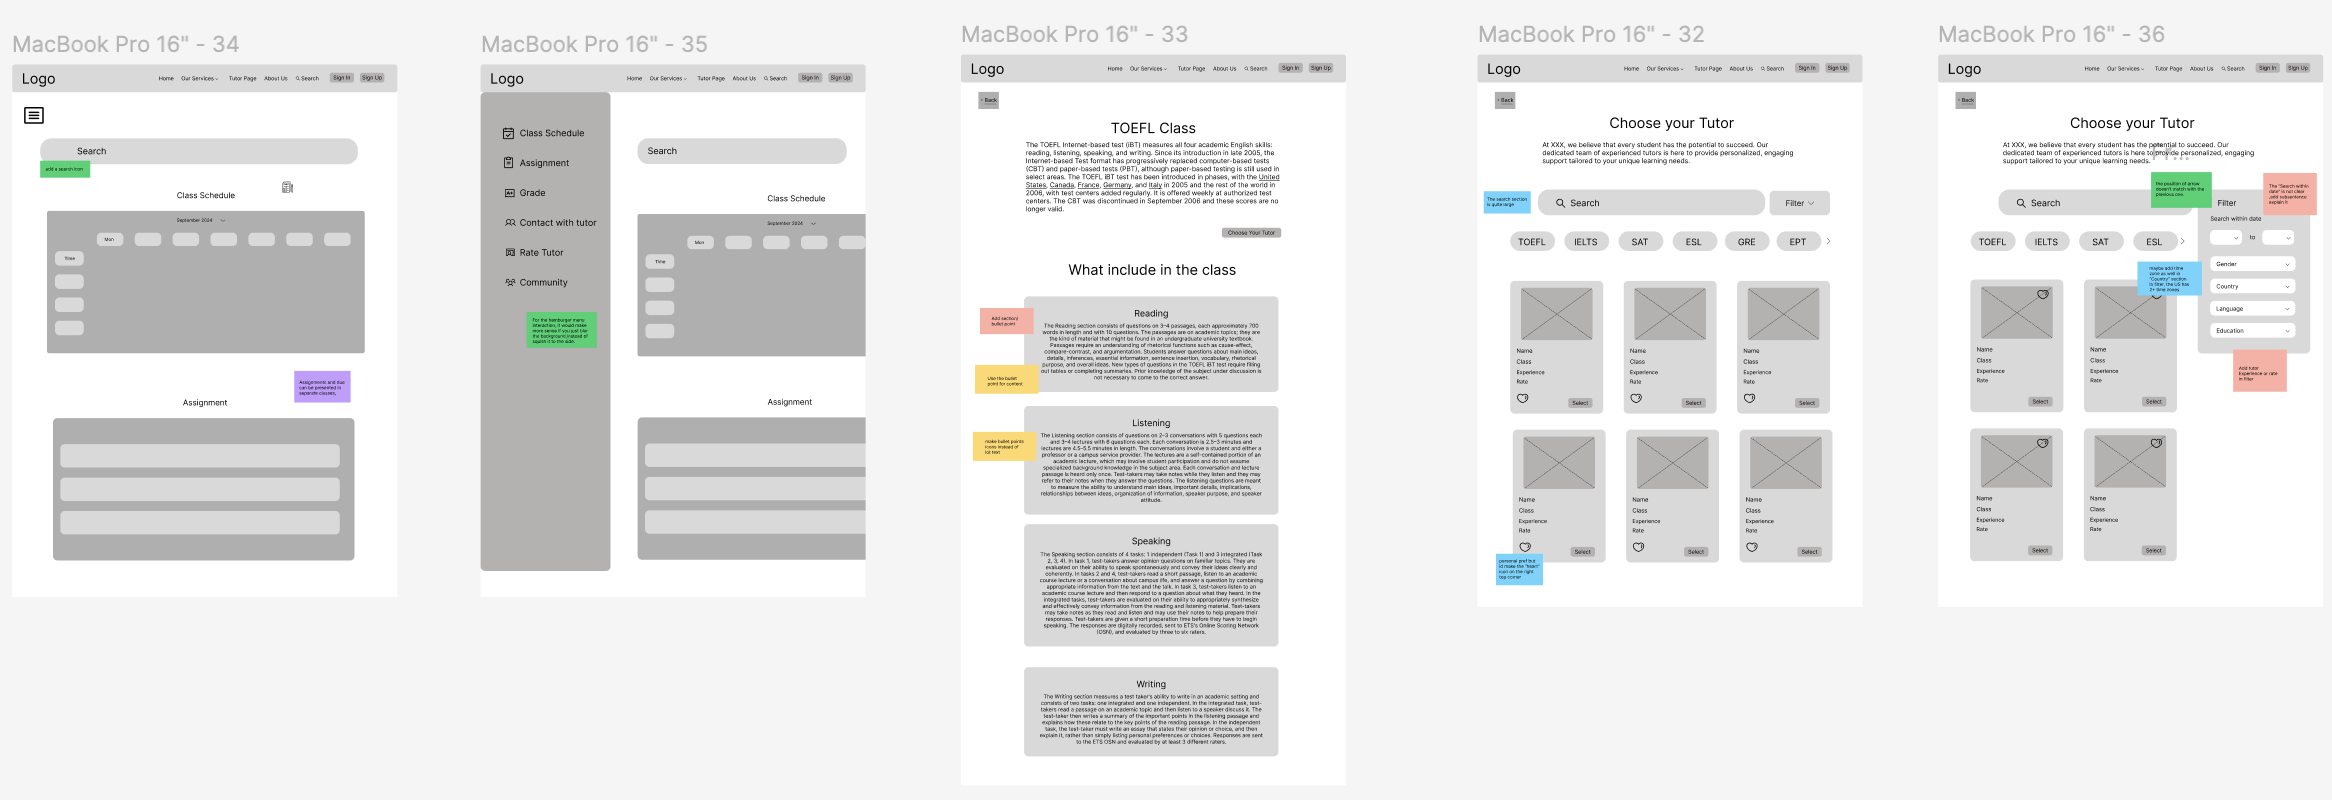 MacBook Pro 16" - 34
Logo
Home Our Services Tutor Page About Us Search Sign In Sign Up
Search
add a search icon
Class Schedule
September 2024
Mon
Time
Assignments and due
can be presented in
separate classes.
Assignment
MacBook Pro 16" - 35
Logo
Home Our Services Tutor Page About Us Search Sign In Sign Up
Class Schedule
Assignment
Grade
Contact with tutor
Rate Tutor
Community
For the hamburger menu
interaction, it would make
more sense if you just blur
the background instead of
squish it to the side.
Search
Class Schedule
September 2024
Mon
Time
Assignment
MacBook Pro 16" - 33
Logo
Home Our Services Tutor Page About Us Search Sign In Sign Up
< Back
TOEFL Class
The TOEFL Internet-based test (iBT) measures all four academic English skills:
reading, listening, speaking, and writing. Since its introduction in late 2005, the
Internet-based Test format has progressively replaced computer-based tests
(CBT) and paper-based tests (PBT), although paper-based testing is still used in
select areas. The TOEFL iBT test has been introduced in phases, with the United
States, Canada, France, Germany, and Italy in 2005 and the rest of the world in
2006, with test centers added regularly. It is offered weekly at authorized test
centers. The CBT was discontinued in September 2006 and these scores are no
longer valid.
Choose Your Tutor
What include in the class
Add section/
bullet point
Use the bullet
point for context
Reading
The Reading section consists of questions on 3–4 passages, each approximately 700
words in length and with 10 questions. The passages are on academic topics; they are
the kind of material that might be found in an undergraduate university textbook.
Passages require an understanding of rhetorical functions such as cause-effect,
compare-contrast, and argumentation. Students answer questions about main ideas,
details, inferences, essential information, sentence insertion, vocabulary, rhetorical
purpose, and overall ideas. New types of questions in the TOEFL iBT test require filling
out tables or completing summaries. Prior knowledge of the subject under discussion is
not necessary to come to the correct answer.
make bullet points
icons instead of
lot text
Listening
The Listening section consists of questions on 2–3 conversations with 5 questions each
and 3–4 lectures with 6 questions each. Each conversation is 2.5–3 minutes and
lectures are 4.5–5.5 minutes in length. The conversations involve a student and either a
professor or a campus service provider. The lectures are a self-contained portion of an
academic lecture, which may involve student participation and do not assume
specialized background knowledge in the subject area. Each conversation and lecture
passage is heard only once. Test-takers may take notes while they listen and they may
refer to their notes when they answer the questions. The listening questions are meant
to measure the ability to understand main ideas, important details, implications,
relationships between ideas, organization of information, speaker purpose, and speaker
attitude.
Speaking
The Speaking section consists of 4 tasks: 1 independent (Task 1) and 3 integrated (Task
2, 3, 4). In task 1, test-takers answer opinion questions on familiar topics. They are
evaluated on their ability to speak spontaneously and convey their ideas clearly and
coherently. In tasks 2 and 4, test-takers read a short passage, listen to an academic
course lecture or a conversation about campus life, and answer a question by combining
appropriate information from the text and the talk. In task 3, test-takers listen to an
academic course lecture and then respond to a question about what they heard. In the
integrated tasks, test-takers are evaluated on their ability to appropriately synthesize
and effectively convey information from the reading and listening material. Test-takers
may take notes as they read and listen and may use their notes to help prepare their
responses. Test-takers are given a short preparation time before they have to begin
speaking. The responses are digitally recorded, sent to ETS's Online Scoring Network
(OSN), and evaluated by three to six raters.
Writing
The Writing section measures a test taker's ability to write in an academic setting and
consists of two tasks: one integrated and one independent. In the integrated task, test-
takers read a passage on an academic topic and then listen to a speaker discuss it. The
test-taker then writes a summary of the important points in the listening passage and
explains how these relate to the key points of the reading passage. In the independent
task, the test-taker must write an essay that states their opinion or choice, and then
explain it, rather than simply listing personal preferences or choices. Responses are sent
to the ETS OSN and evaluated by at least 3 different raters.
MacBook Pro 16" - 32
Logo
Home Our Services Tutor Page About Us Search Sign In Sign Up
< Back
Choose your Tutor
At XXX, we believe that every student has the potential to succeed. Our
dedicated team of experienced tutors is here to provide personalized, engaging
support tailored to your unique learning needs.
The search section
is quite large
Search
Filter
TOEFL IELTS SAT ESL GRE EPT
Name Name Name
Class Class Class
Experience Experience Experience
Rate Rate Rate
Select Select Select
Name Name Name
Class Class Class
Experience Experience Experience
Rate Rate Rate
Select Select Select
personal pref but
id make the "heart"
icon on the right
top corner
MacBook Pro 16" - 36
Logo
Home Our Services Tutor Page About Us Search Sign In Sign Up
< Back
Choose your Tutor
At XXX, we believe that every student has the potential to succeed. Our
dedicated team of experienced tutors is here to provide personalized, engaging
support tailored to your unique learning needs.
the position of arrow
doesn't match with the
previous one.
The "Search within
date" is not clear
,add subsentence
explain it
Search
Filter
Search within date
to
TOEFL IELTS SAT ESL
maybe add time
zone as well in
"Country" section
in filter, the US has
2+ time zones
Gender
Country
Language
Education
Add tutor
Experience or rate
in filter
Name Name
Class Class
Experience Experience
Rate Rate
Select Select
Name Name
Class Class
Experience Experience
Rate Rate
Select Select